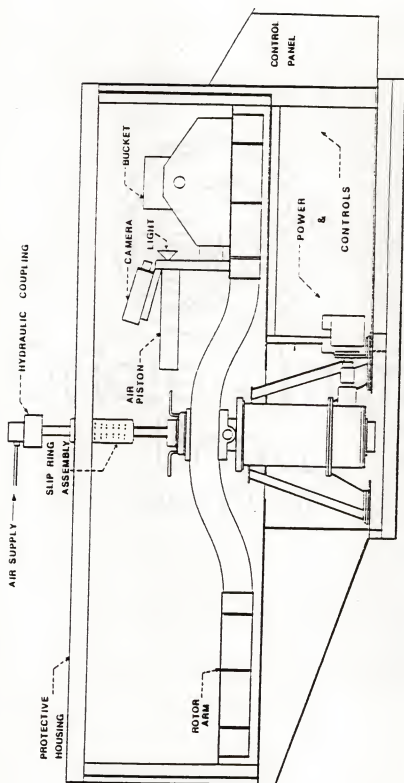 AIR SUPPLY
HYDRAULIC COUPLING
PROTECTIVE
HOUSING
SLIP RING
ASSEMBLY
CAMERA
LIGHT
BUCKET
CONTROL
PANEL
AIR
PISTON
ROTOR
ARM
POWER
&
CONTROLS